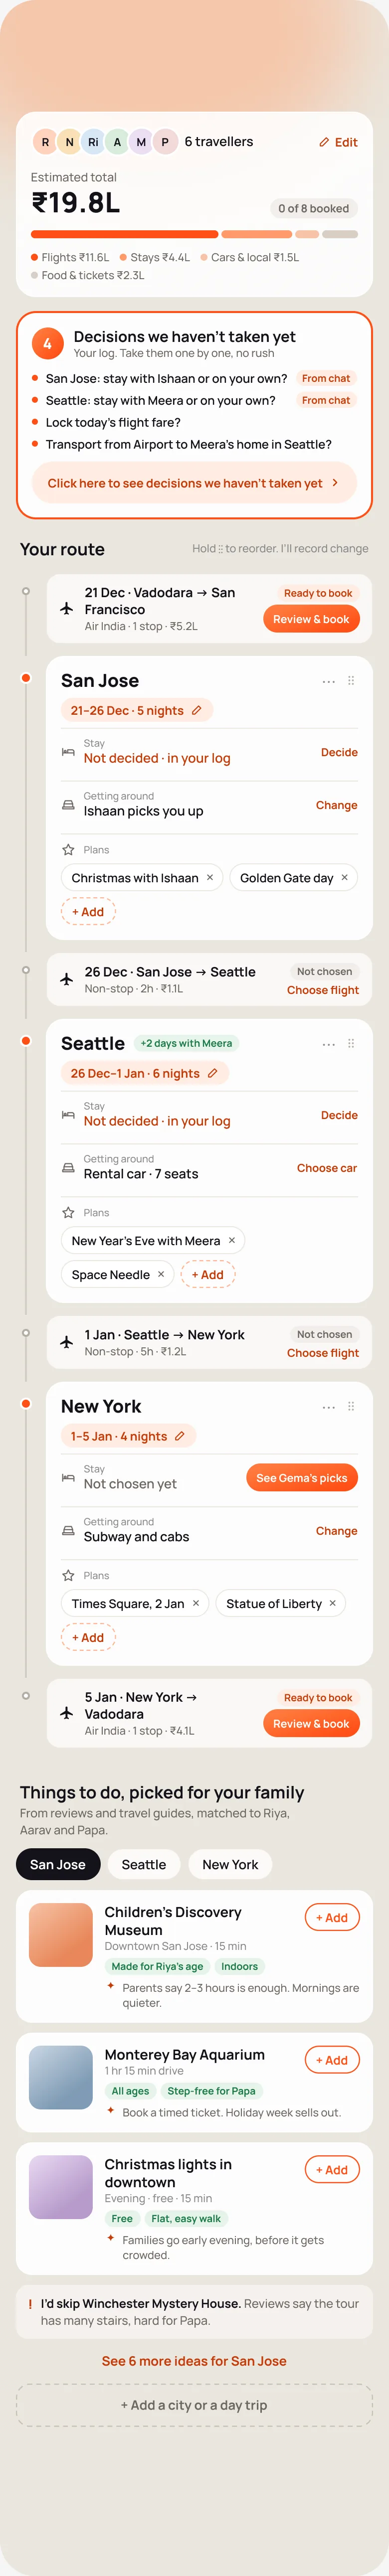 R N Ri A M P 6 travellers Edit
Estimated total
₹19.8L
0 of 8 booked
Flights ₹11.6L Stays ₹4.4L Cars & local ₹1.5L
Food & tickets ₹2.3L
4 Decisions we haven't taken yet
Your log. Take them one by one, no rush
San Jose: stay with Ishaan or on your own? From chat
Seattle: stay with Meera or on your own? From chat
Lock today's flight fare?
Transport from Airport to Meera's home in Seattle?
Click here to see decisions we haven't taken yet >
Your route
Hold ⠿ to reorder. I'll record change
21 Dec · Vadodara → San
Francisco
Air India · 1 stop · ₹5.2L
Ready to book
Review & book
San Jose ··· ⠿
21–26 Dec · 5 nights
Stay
Not decided · in your log
Decide
Getting around
Ishaan picks you up
Change
Plans
Christmas with Ishaan × Golden Gate day ×
+ Add
26 Dec · San Jose → Seattle
Non-stop · 2h · ₹1.1L
Not chosen
Choose flight
Seattle +2 days with Meera ··· ⠿
26 Dec–1 Jan · 6 nights
Stay
Not decided · in your log
Decide
Getting around
Rental car · 7 seats
Choose car
Plans
New Year's Eve with Meera ×
Space Needle × + Add
1 Jan · Seattle → New York
Non-stop · 5h · ₹1.2L
Not chosen
Choose flight
New York ··· ⠿
1–5 Jan · 4 nights
Stay
Not chosen yet
See Gema's picks
Getting around
Subway and cabs
Change
Plans
Times Square, 2 Jan × Statue of Liberty ×
+ Add
5 Jan · New York →
Vadodara
Air India · 1 stop · ₹4.1L
Ready to book
Review & book
Things to do, picked for your family
From reviews and travel guides, matched to Riya,
Aarav and Papa.
San Jose Seattle New York
Children's Discovery
Museum
+ Add
Downtown San Jose · 15 min
Made for Riya's age Indoors
Parents say 2–3 hours is enough. Mornings are
quieter.
Monterey Bay Aquarium
+ Add
1 hr 15 min drive
All ages Step-free for Papa
Book a timed ticket. Holiday week sells out.
Christmas lights in
downtown
+ Add
Evening · free · 15 min
Free Flat, easy walk
Families go early evening, before it gets
crowded.
! I'd skip Winchester Mystery House. Reviews say the tour
has many stairs, hard for Papa.
See 6 more ideas for San Jose
+ Add a city or a day trip